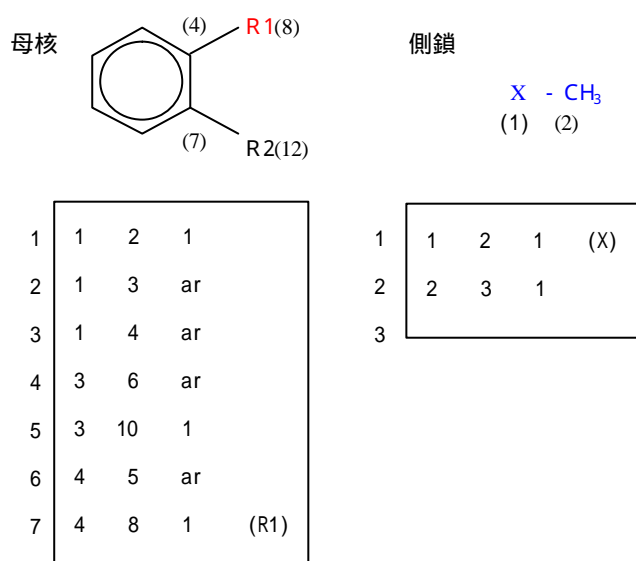 母核
(4)
R1(8)
(7)
R2(12)
側鎖
X - CH₃
(1) (2)
1 1 2 1
2 1 3 ar
3 1 4 ar
4 3 6 ar
5 3 10 1
6 4 5 ar
7 4 8 1 (R1)
1 1 2 1 (X)
2 2 3 1
3